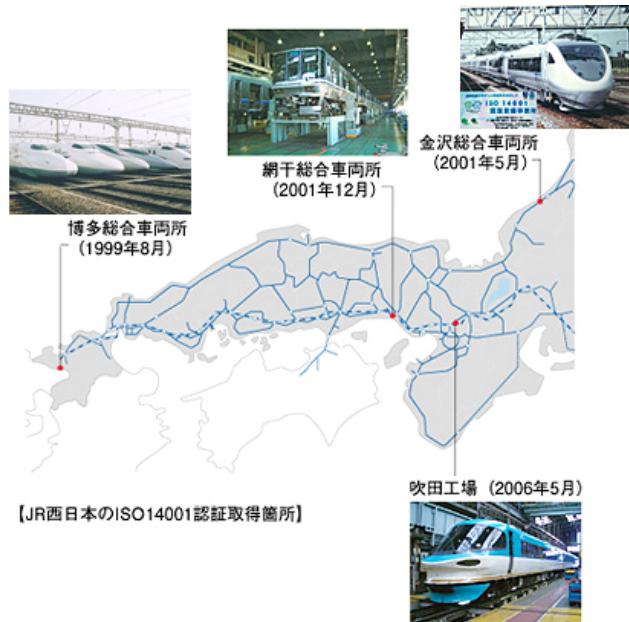 金沢総合車両所
(2001年5月)
網干総合車両所
(2001年12月)
博多総合車両所
(1999年8月)
吹田工場(2006年5月)
【JR西日本のISO14001認証取得箇所】
ISO 14001